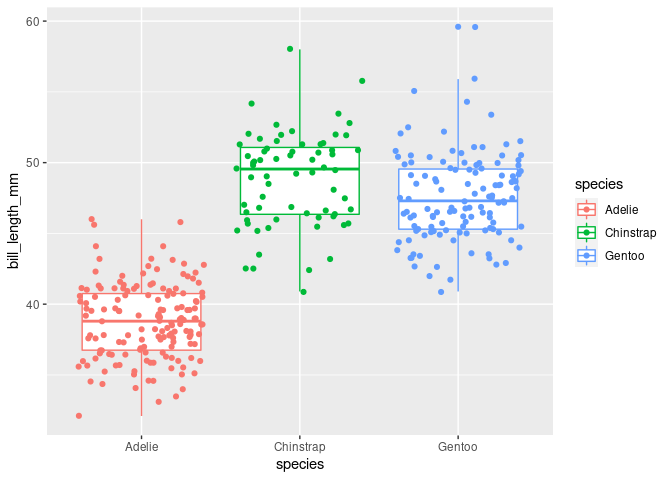 60
50
40
bill_length_mm
Adelie Chinstrap Gentoo
species
species
Adelie
Chinstrap
Gentoo